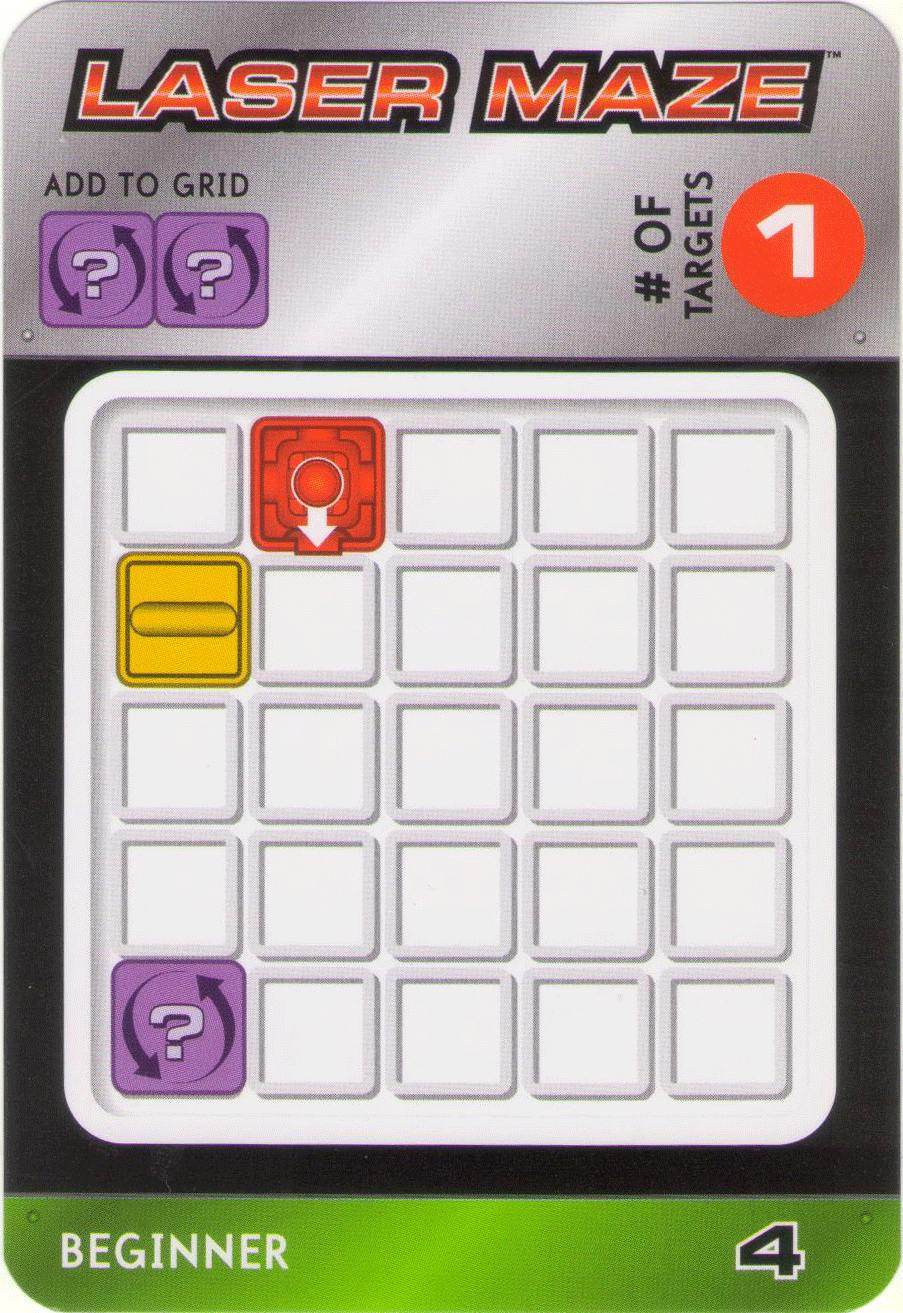 LASER MAZE™
ADD TO GRID
? ?
# OF
TARGETS
1
?
BEGINNER
4